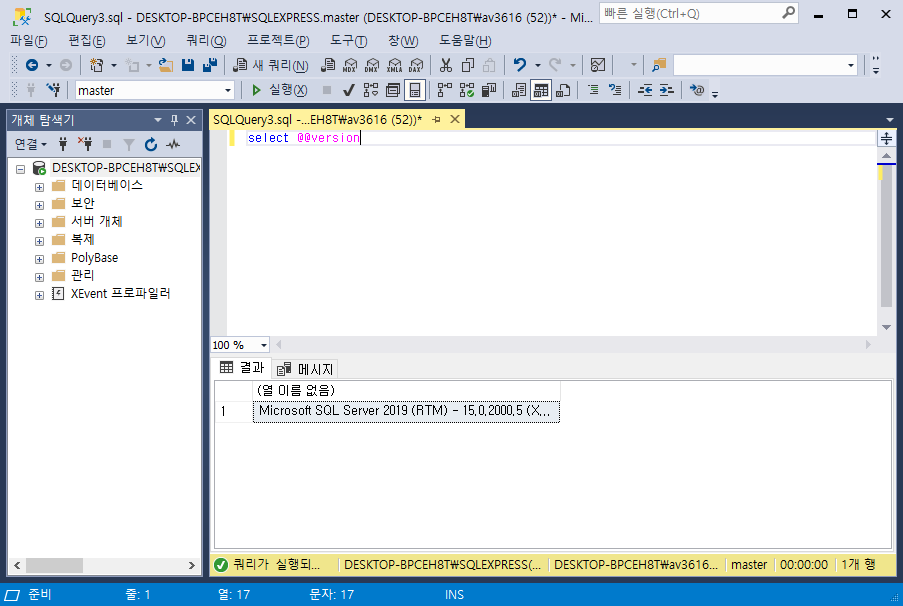 SQLQuery3.sql - DESKTOP-BPCEH8T₩SQLEXPRESS.master (DESKTOP-BPCEH8T₩av3616 (52))* - Mi...
빠른 실행(Ctrl+Q)
파일(F) 편집(E) 보기(V) 쿼리(Q) 프로젝트(P) 도구(T) 창(W) 도움말(H)
새 쿼리(N) MDX DMX XMLA DAX
master 실행(X)
개체 탐색기
SQLQuery3.sql -...EH8T₩av3616 (52))*
연결
select @@version
DESKTOP-BPCEH8T₩SQLEX
데이터베이스
보안
서버 개체
복제
PolyBase
관리
XEvent 프로파일러
100 %
결과 메시지
(열 이름 없음)
1 Microsoft SQL Server 2019 (RTM) - 15.0.2000.5 (X...
쿼리가 실행되... DESKTOP-BPCEH8T₩SQLEXPRESS(... DESKTOP-BPCEH8T₩av3616... master 00:00:00 1개 행
준비 줄: 1 열: 17 문자: 17 INS